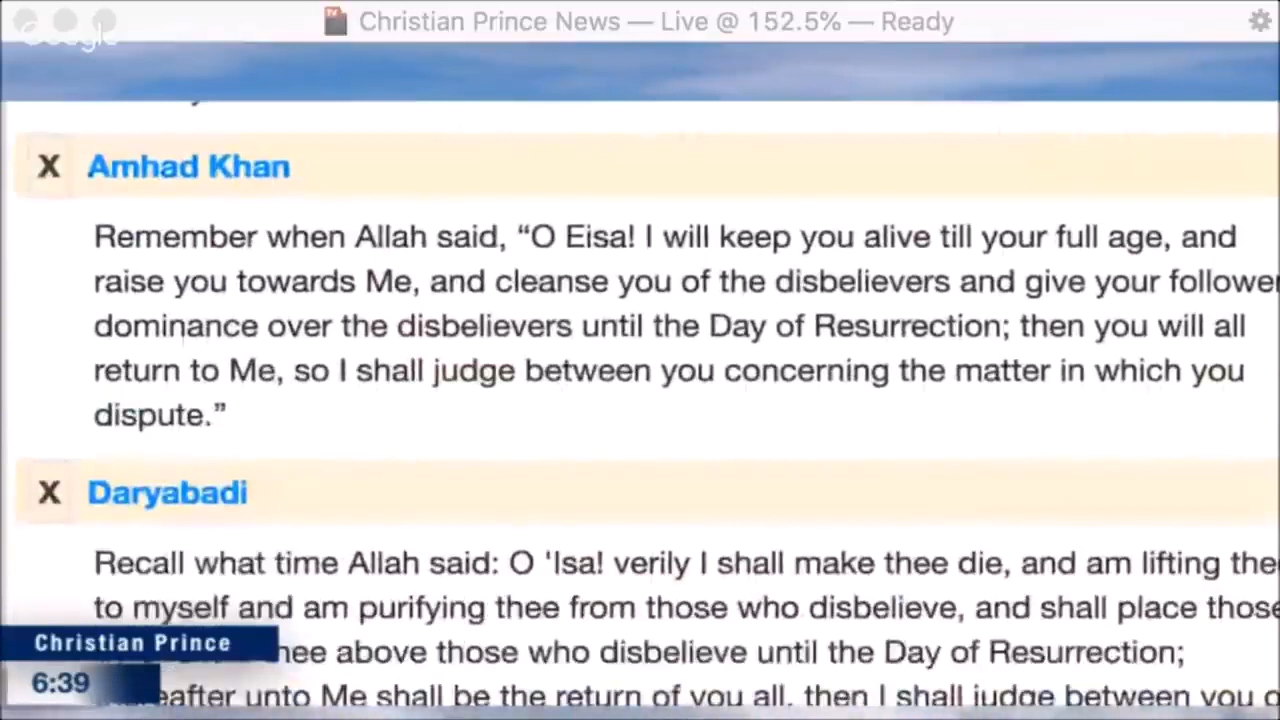 Christian Prince News — Live @ 152.5% — Ready
Google
X Amhad Khan
Remember when Allah said, “O Eisa! I will keep you alive till your full age, and
raise you towards Me, and cleanse you of the disbelievers and give your follower
dominance over the disbelievers until the Day of Resurrection; then you will all
return to Me, so I shall judge between you concerning the matter in which you
dispute.”
X Daryabadi
Recall what time Allah said: O 'Isa! verily I shall make thee die, and am lifting the
to myself and am purifying thee from those who disbelieve, and shall place those
above those who disbelieve until the Day of Resurrection;
unto Me shall be the return of you all, then I shall judge between you
Christian Prince
6:39